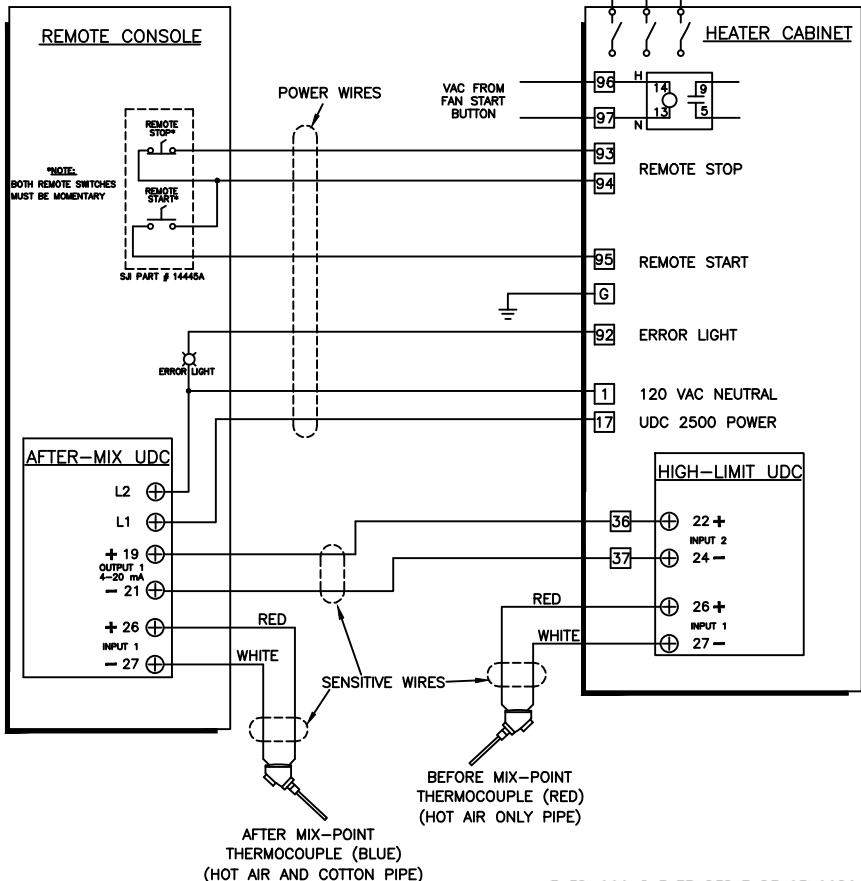 REMOTE CONSOLE
HEATER CABINET
POWER WIRES
VAC FROM
FAN START
BUTTON
96
H
14
9
97
N
13
5
REMOTE
STOP*
93
REMOTE STOP
94
*NOTE:
BOTH REMOTE SWITCHES
MUST BE MOMENTARY
REMOTE
START*
95
REMOTE START
SJI PART # 14445A
G
92
ERROR LIGHT
ERROR LIGHT
1
120 VAC NEUTRAL
17
UDC 2500 POWER
AFTER-MIX UDC
HIGH-LIMIT UDC
L2
L1
36
22 +
INPUT 2
37
24 -
+ 19
OUTPUT 1
4-20 mA
- 21
RED
26 +
INPUT 1
WHITE
27 -
+ 26
RED
INPUT 1
- 27
WHITE
SENSITIVE WIRES
BEFORE MIX-POINT
THERMOCOUPLE (RED)
(HOT AIR ONLY PIPE)
AFTER MIX-POINT
THERMOCOUPLE (BLUE)
(HOT AIR AND COTTON PIPE)